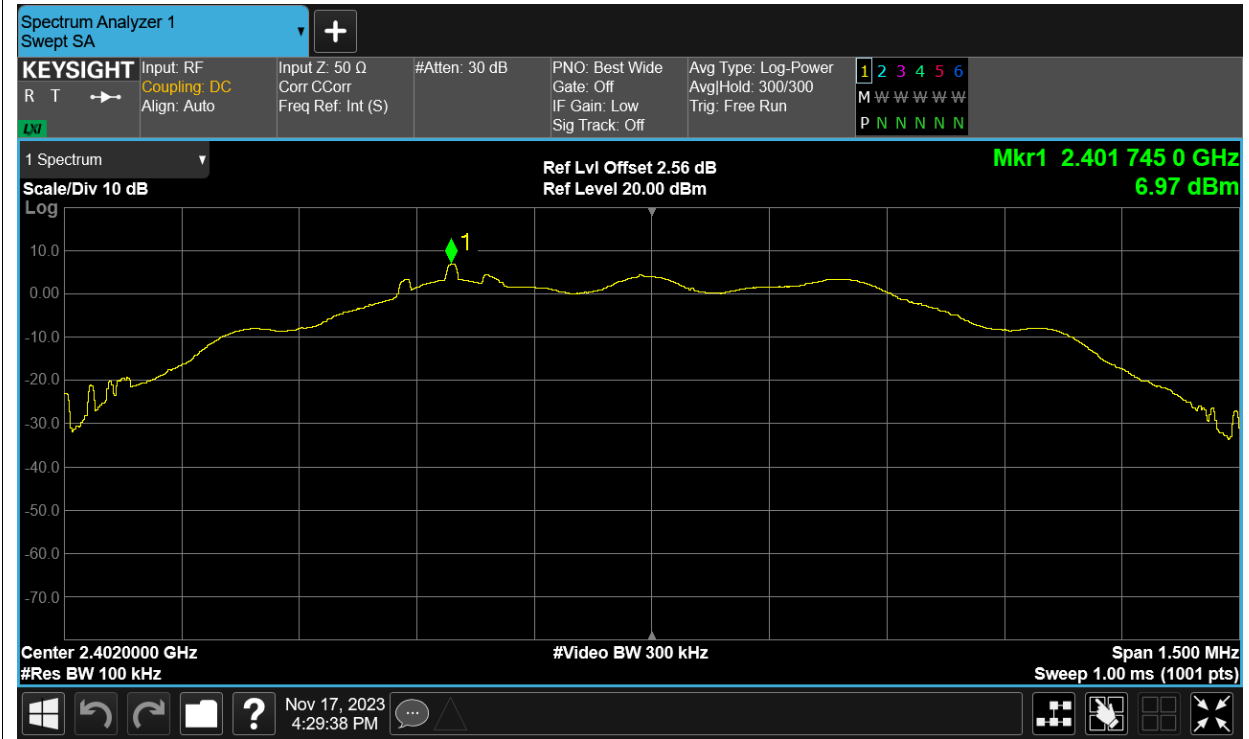 Spectrum Analyzer 1
Swept SA
KEYSIGHT
R T
LXI
Input: RF
Coupling: DC
Align: Auto
Input Z: 50 Ω
Corr CCorr
Freq Ref: Int (S)
#Atten: 30 dB
PNO: Best Wide
Gate: Off
IF Gain: Low
Sig Track: Off
Avg Type: Log-Power
Avg|Hold: 300/300
Trig: Free Run
1 2 3 4 5 6
M W W W W W
P N N N N N
1 Spectrum
Scale/Div 10 dB
Log
Ref Lvl Offset 2.56 dB
Ref Level 20.00 dBm
Mkr1 2.401 745 0 GHz
6.97 dBm
1
10.0
0.00
-10.0
-20.0
-30.0
-40.0
-50.0
-60.0
-70.0
Center 2.4020000 GHz
#Res BW 100 kHz
#Video BW 300 kHz
Span 1.500 MHz
Sweep 1.00 ms (1001 pts)
?
Nov 17, 2023
4:29:38 PM